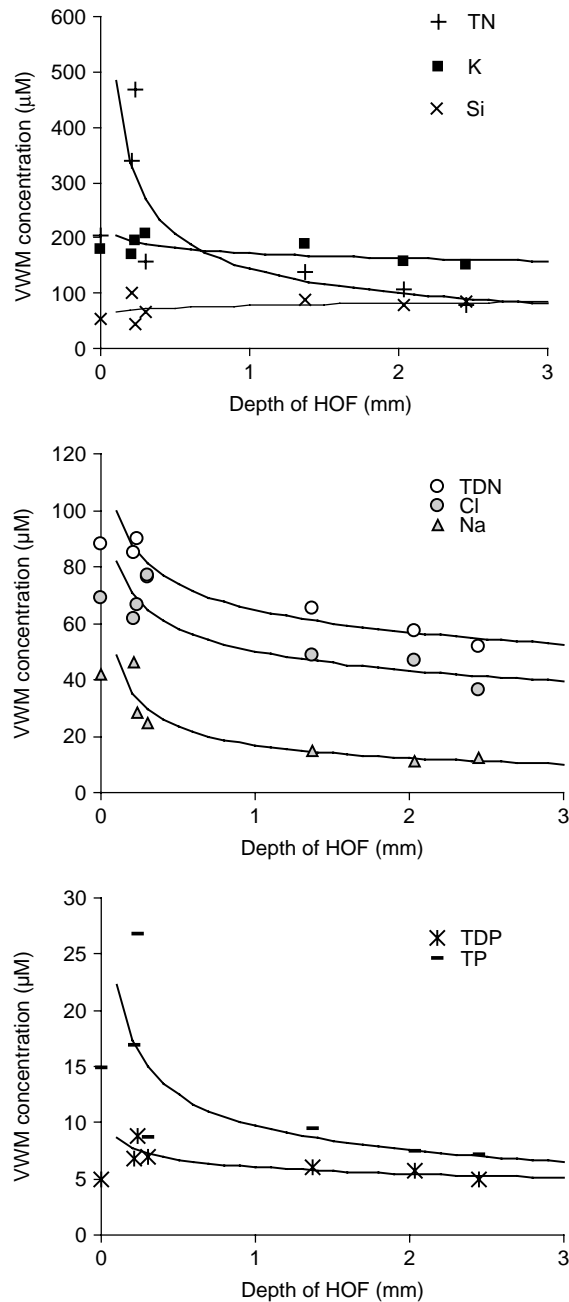 600
500
400
300
200
100
0
VWM concentration (µM)
TN
K
Si
0 1 2 3
Depth of HOF (mm)
120
100
80
60
40
20
0
VWM concentration (µM)
TDN
Cl
Na
0 1 2 3
Depth of HOF (mm)
30
25
20
15
10
5
0
VWM concentration (µM)
TDP
TP
0 1 2 3
Depth of HOF (mm)